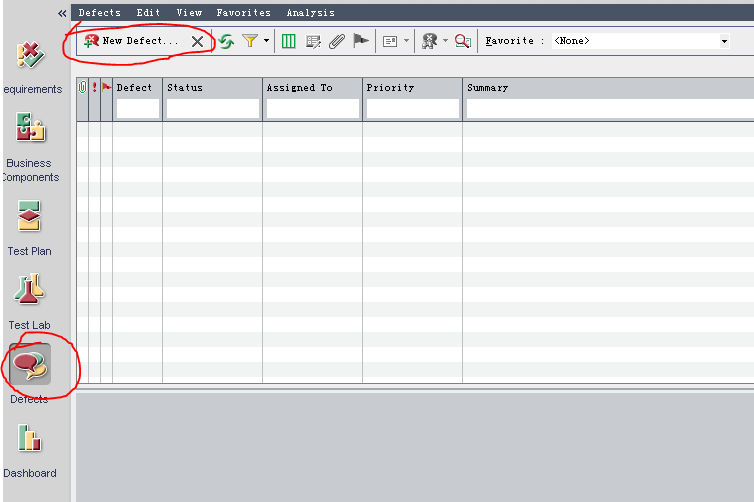 «
Defects Edit View Favorites Analysis
New Defect... Favorite : <None>
Defect Status Assigned To Priority Summary
equirements
Business
Components
Test Plan
Test Lab
Defects
Dashboard